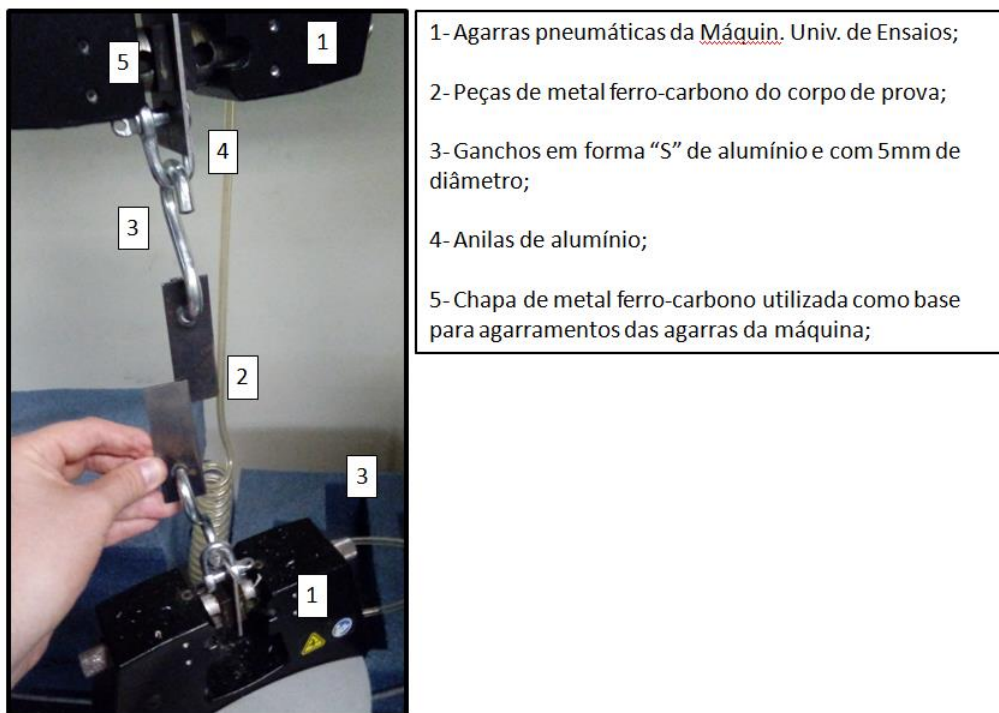 1
5
4
3
2
3
1
1- Agarras pneumáticas da Máquin. Univ. de Ensaios;
2- Peças de metal ferro-carbono do corpo de prova;
3- Ganchos em forma “S” de alumínio e com 5mm de
diâmetro;
4- Anilas de alumínio;
5- Chapa de metal ferro-carbono utilizada como base
para agarramentos das agarras da máquina;